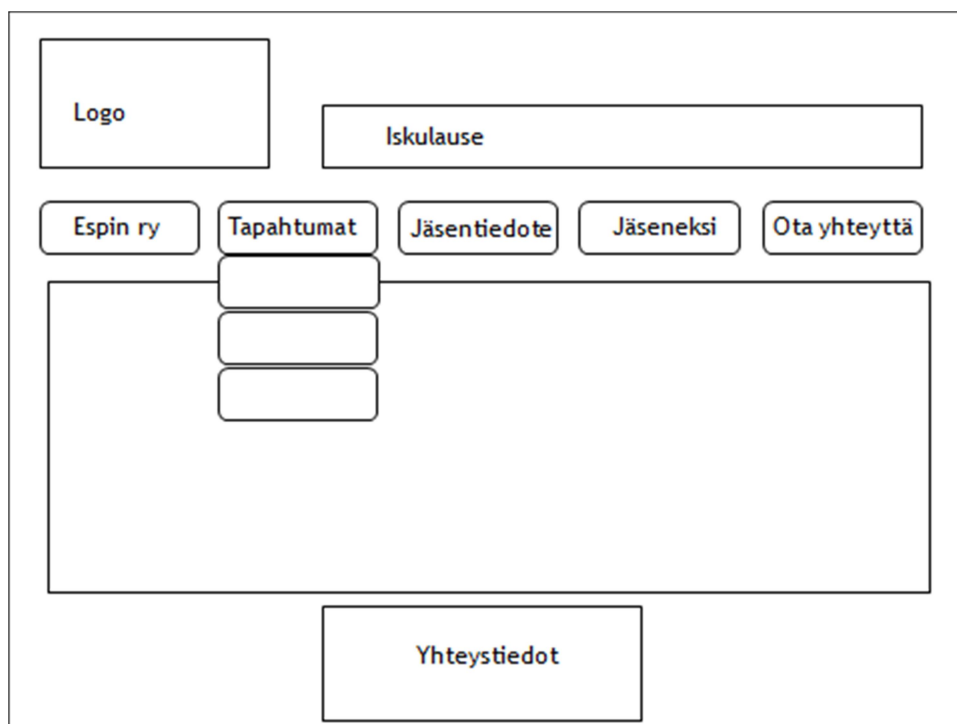 Logo
Iskulause
Espin ry
Tapahtumat
Jäsentiedote
Jäseneksi
Ota yhteyttä
Yhteystiedot